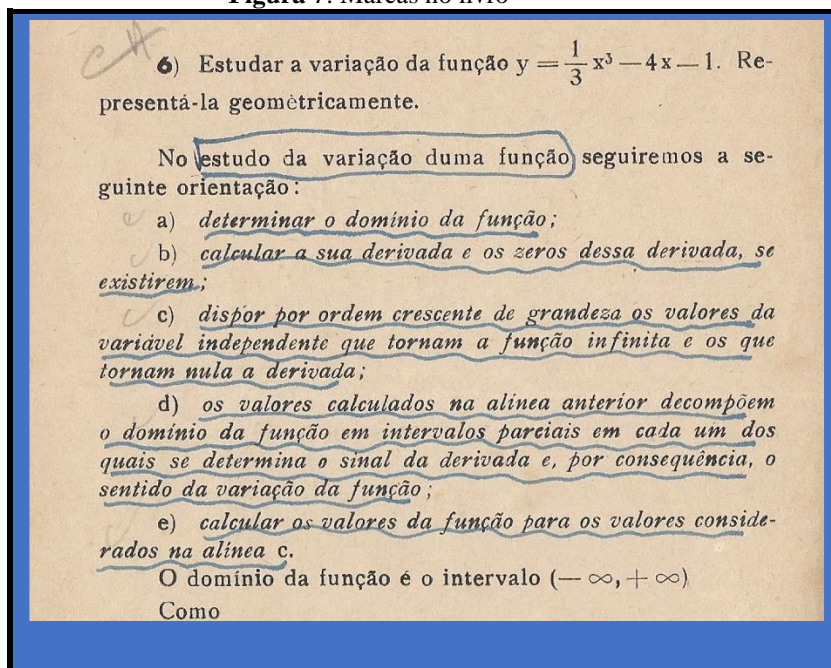 Figura 7. Marcas no livro
CA
6) Estudar a variação da função y = 1/3 x³ — 4x — 1. Re-
presentá-la geométricamente.
No estudo da variação duma função seguiremos a se-
guinte orientação:
a) determinar o domínio da função;
b) calcular a sua derivada e os zeros dessa derivada, se
existirem;
c) dispor por ordem crescente de grandeza os valores da
variável independente que tornam a função infinita e os que
tornam nula a derivada;
d) os valores calculados na alínea anterior decompõem
o domínio da função em intervalos parciais em cada um dos
quais se determina o sinal da derivada e, por consequência, o
sentido da variação da função;
e) calcular os valores da função para os valores conside-
rados na alínea c.
O domínio da função é o intervalo (— ∞, + ∞)
Como